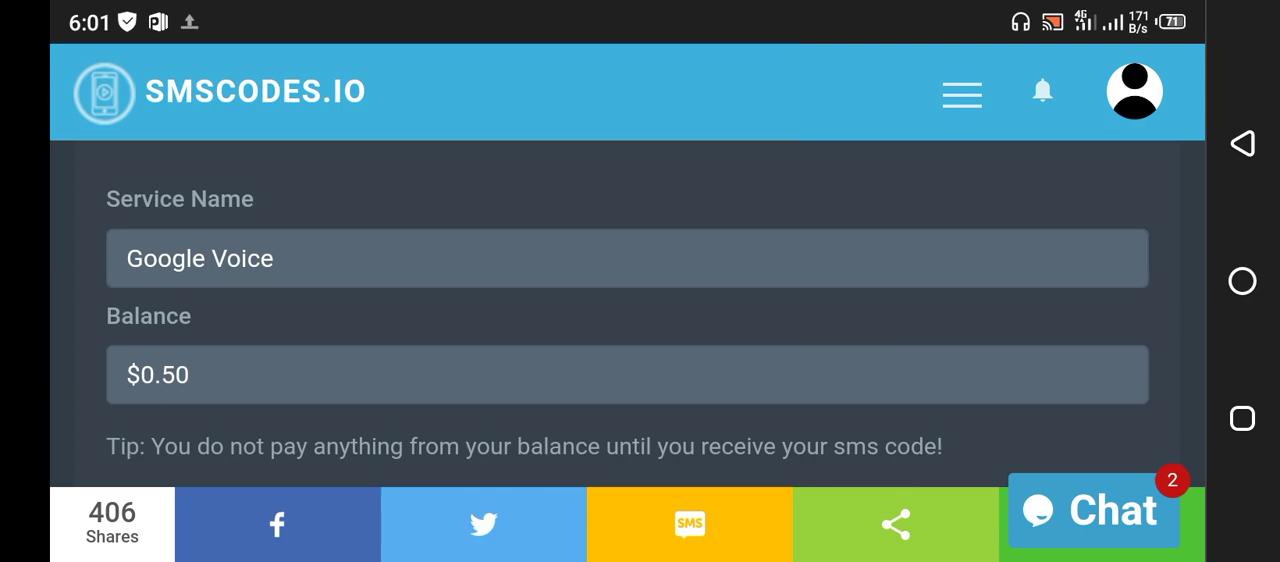 6:01
4G
171
B/s
71
SMSCODES.IO
Service Name
Google Voice
Balance
$0.50
Tip: You do not pay anything from your balance until you receive your sms code!
406
Shares
f
SMS
Chat
2